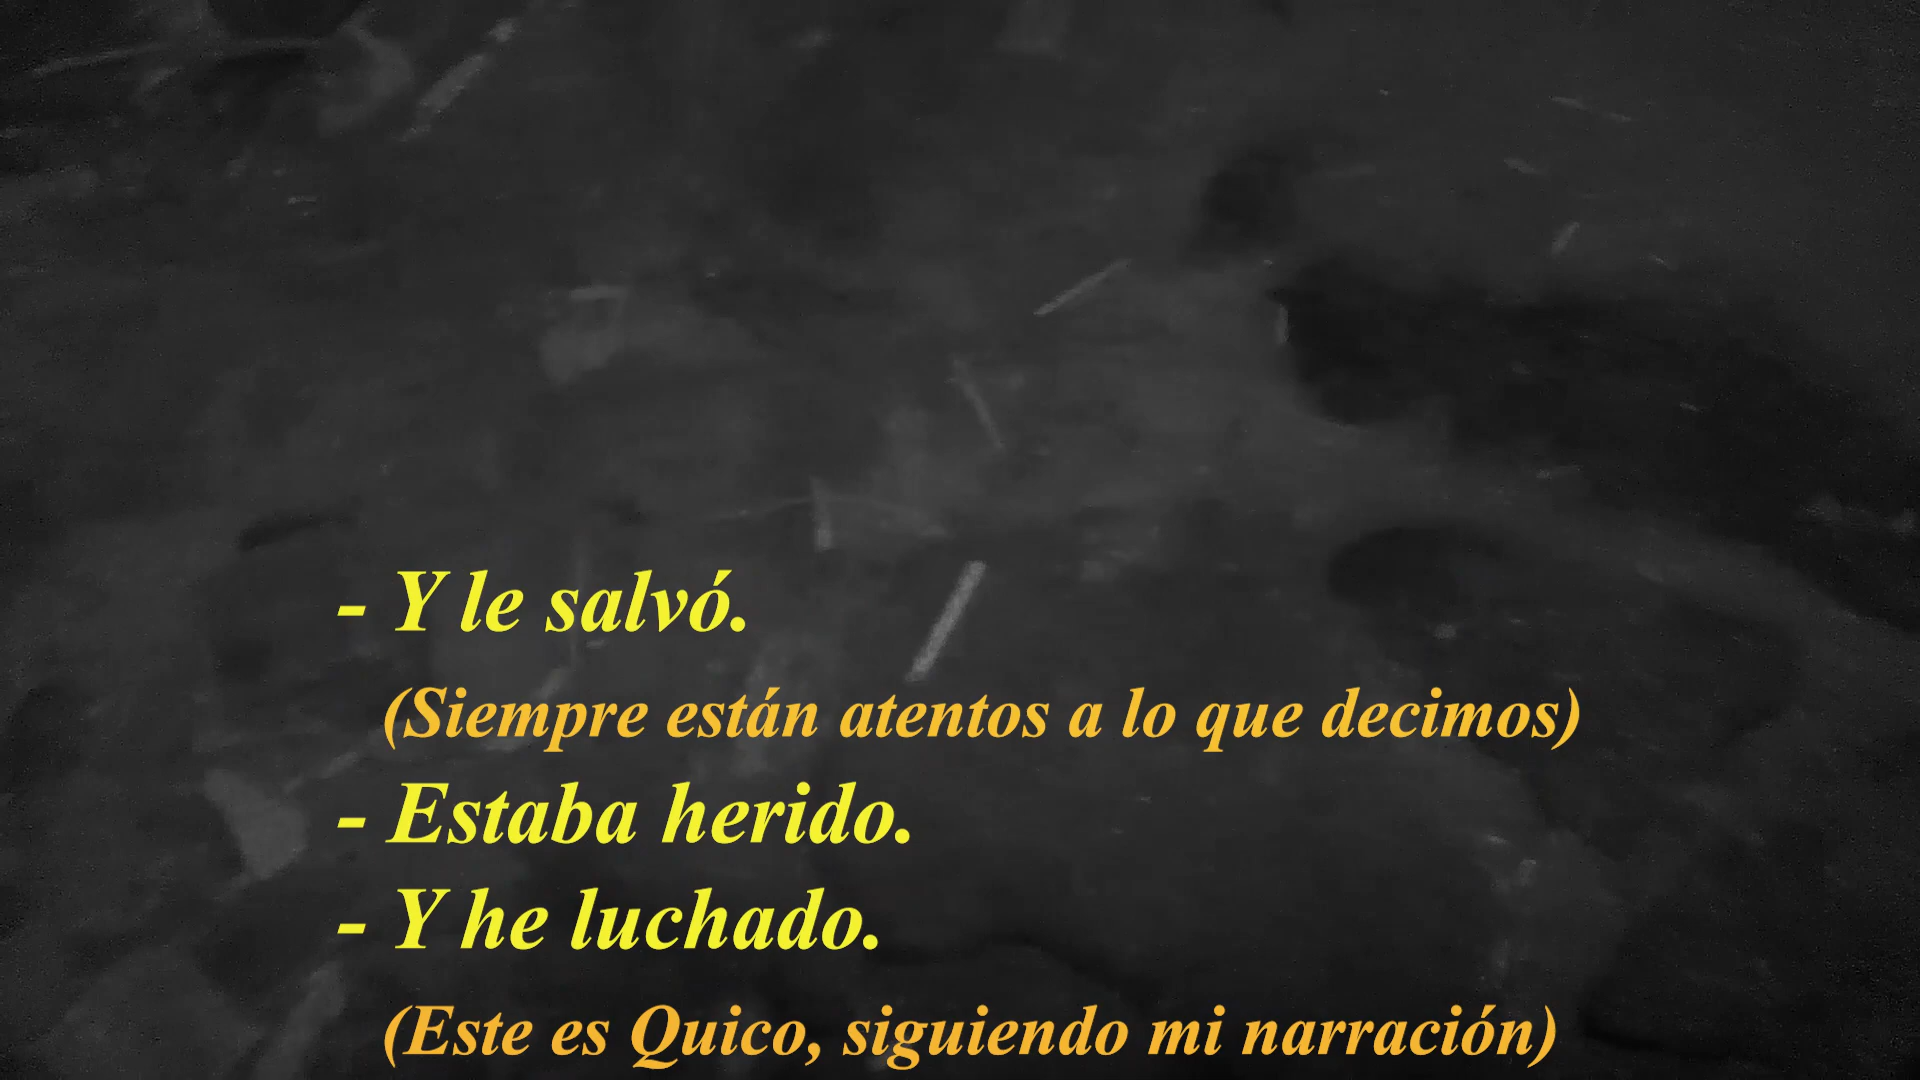 - Y le salvó.
(Siempre están atentos a lo que decimos)
- Estaba herido.
- Y he luchado.
(Este es Quico, siguiendo mi narración)